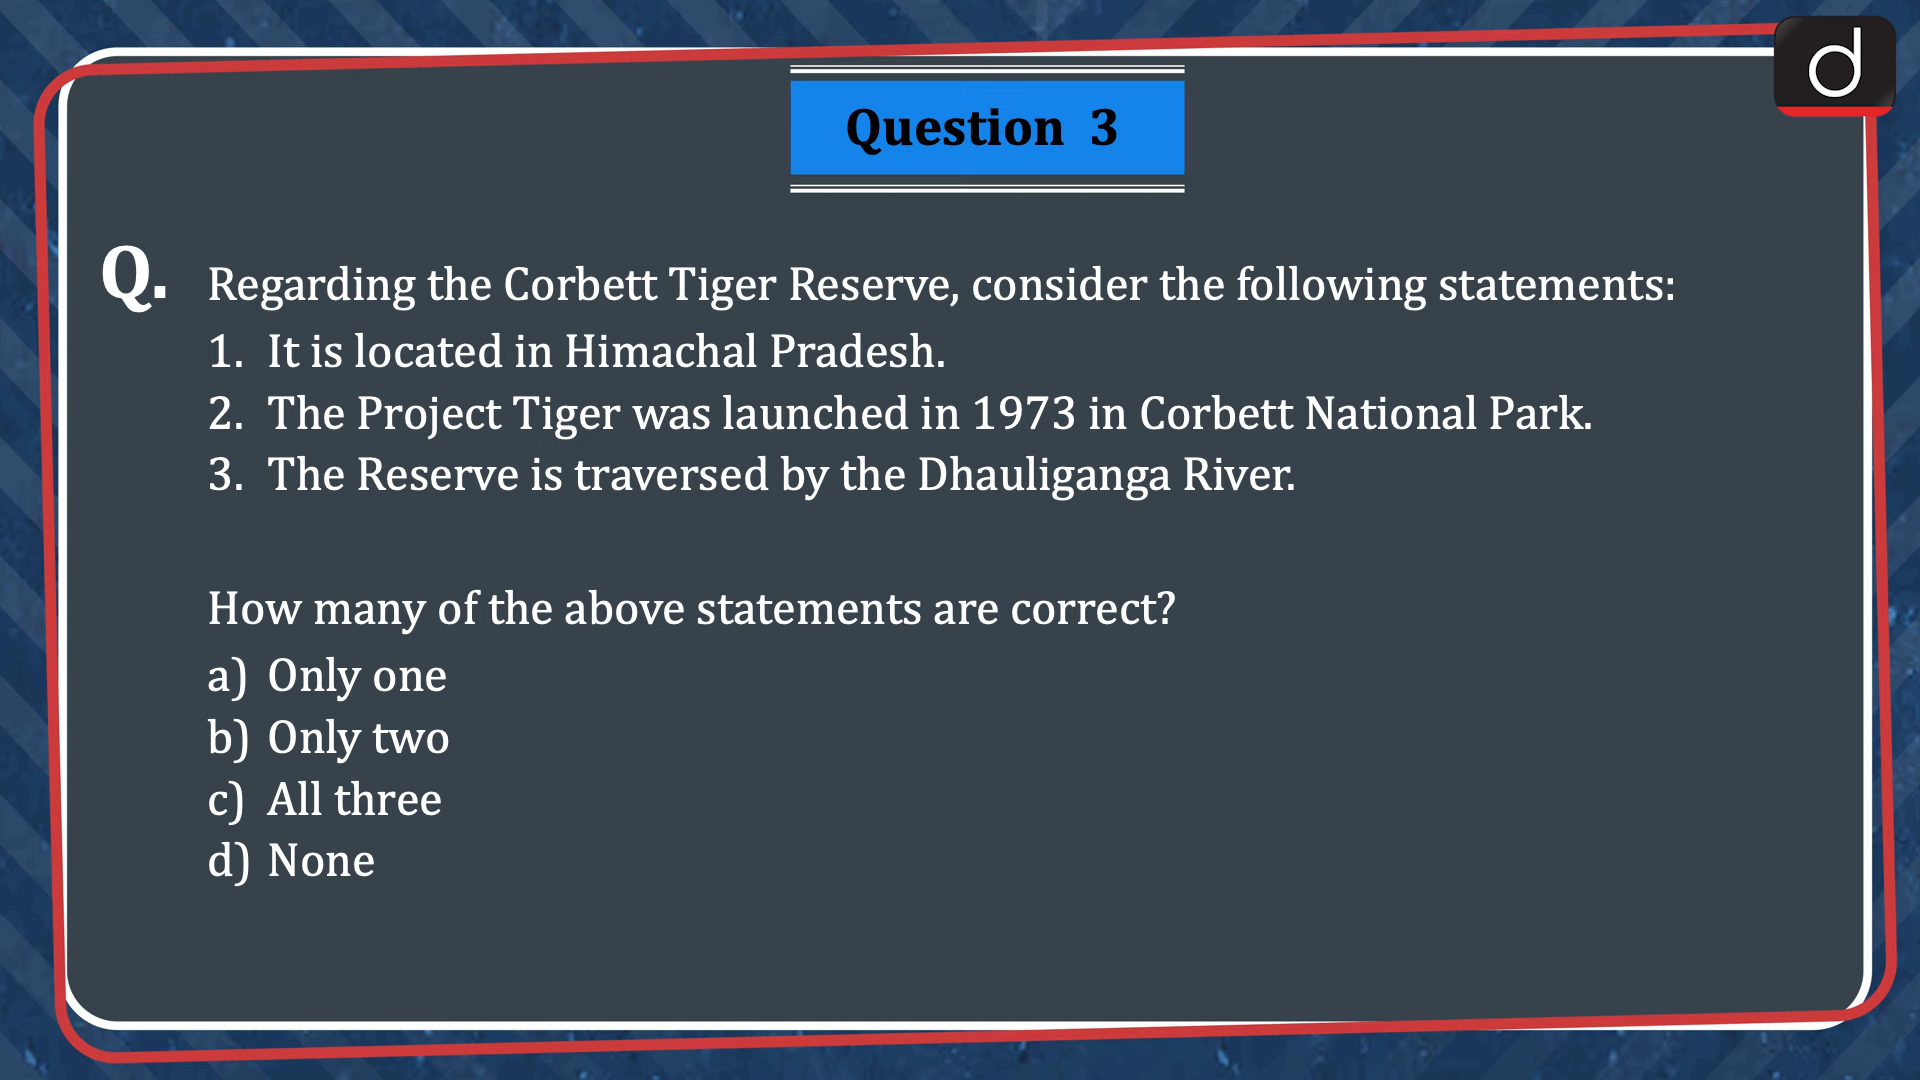 Question 3
Q. Regarding the Corbett Tiger Reserve, consider the following statements:
1. It is located in Himachal Pradesh.
2. The Project Tiger was launched in 1973 in Corbett National Park.
3. The Reserve is traversed by the Dhauliganga River.
How many of the above statements are correct?
a) Only one
b) Only two
c) All three
d) None
d